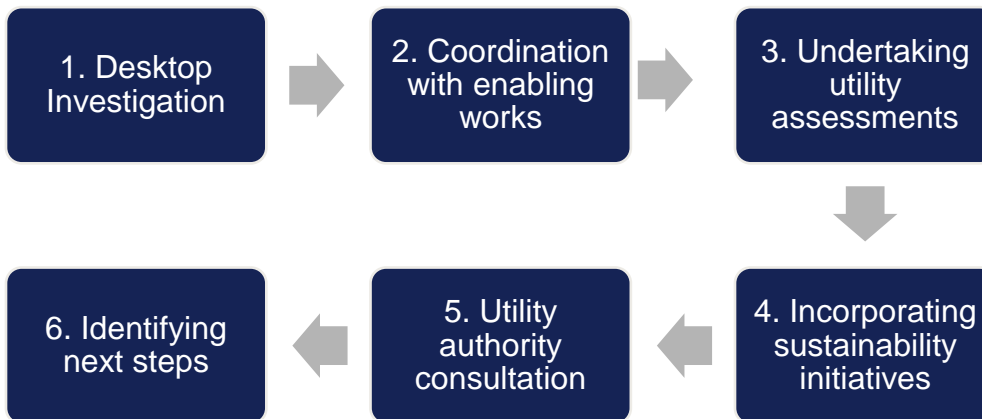 1. Desktop
Investigation
2. Coordination
with enabling
works
3. Undertaking
utility
assessments
4. Incorporating
sustainability
initiatives
5. Utility
authority
consultation
6. Identifying
next steps